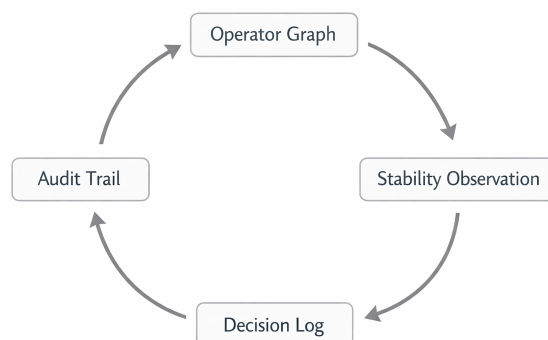 Operator Graph
Audit Trail
Stability Observation
Decision Log